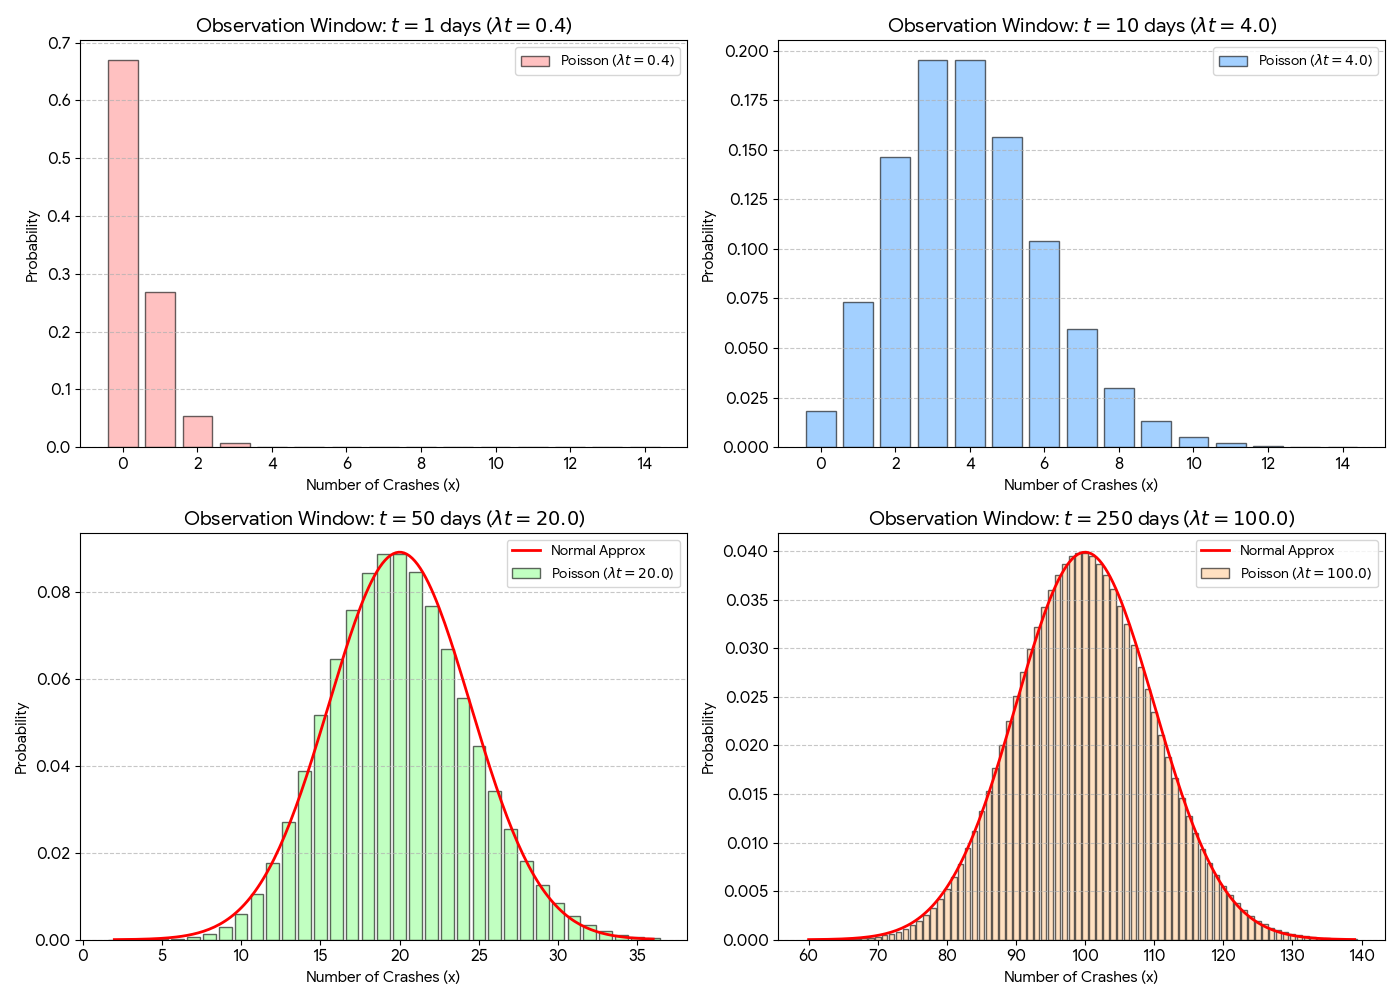 Observation Window: t = 1 days (λt = 0.4)
Probability
0.7
0.6
0.5
0.4
0.3
0.2
0.1
0.0
Poisson (λt = 0.4)
0 2 4 6 8 10 12 14
Number of Crashes (x)
Observation Window: t = 10 days (λt = 4.0)
Probability
0.200
0.175
0.150
0.125
0.100
0.075
0.050
0.025
0.000
Poisson (λt = 4.0)
0 2 4 6 8 10 12 14
Number of Crashes (x)
Observation Window: t = 50 days (λt = 20.0)
Probability
0.08
0.06
0.04
0.02
0.00
Normal Approx
Poisson (λt = 20.0)
0 5 10 15 20 25 30 35
Number of Crashes (x)
Observation Window: t = 250 days (λt = 100.0)
Probability
0.040
0.035
0.030
0.025
0.020
0.015
0.010
0.005
0.000
Normal Approx
Poisson (λt = 100.0)
60 70 80 90 100 110 120 130 140
Number of Crashes (x)